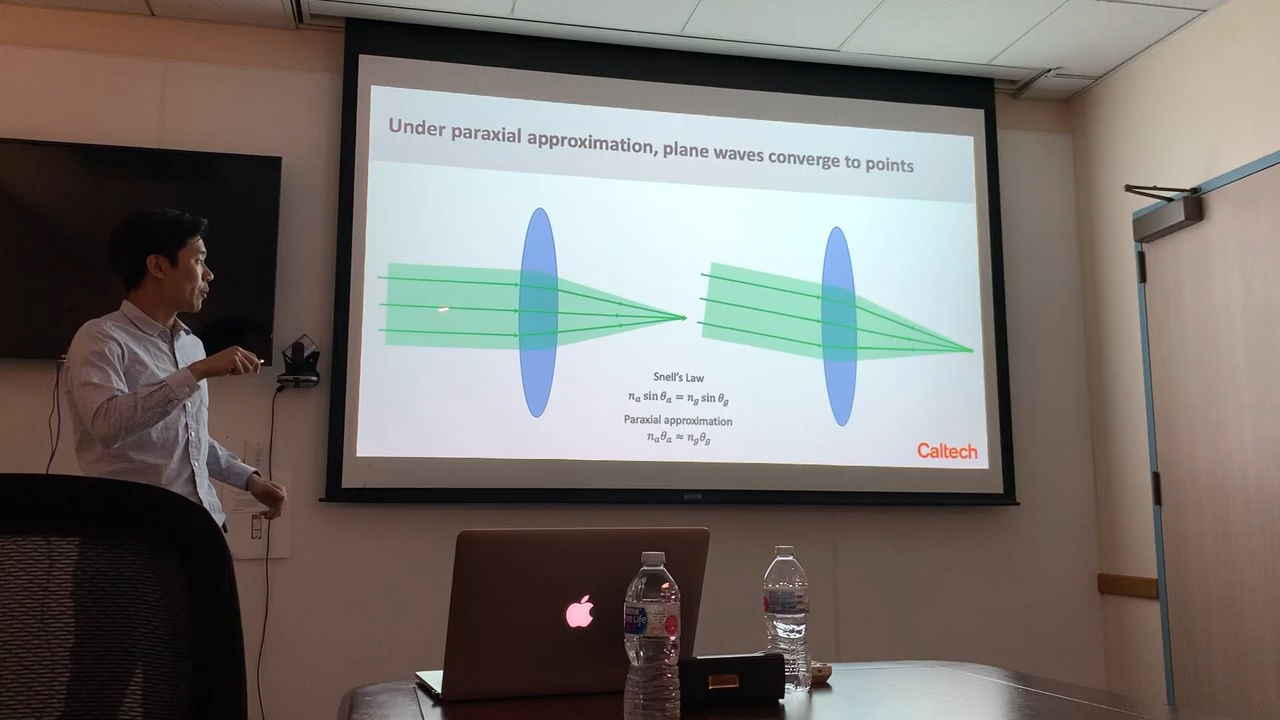 Under paraxial approximation, plane waves converge to points
Snell's Law
nₐ sin θₐ = n_g sin θ_g
Paraxial approximation
nₐθₐ ≈ n_gθ_g
Caltech
Life